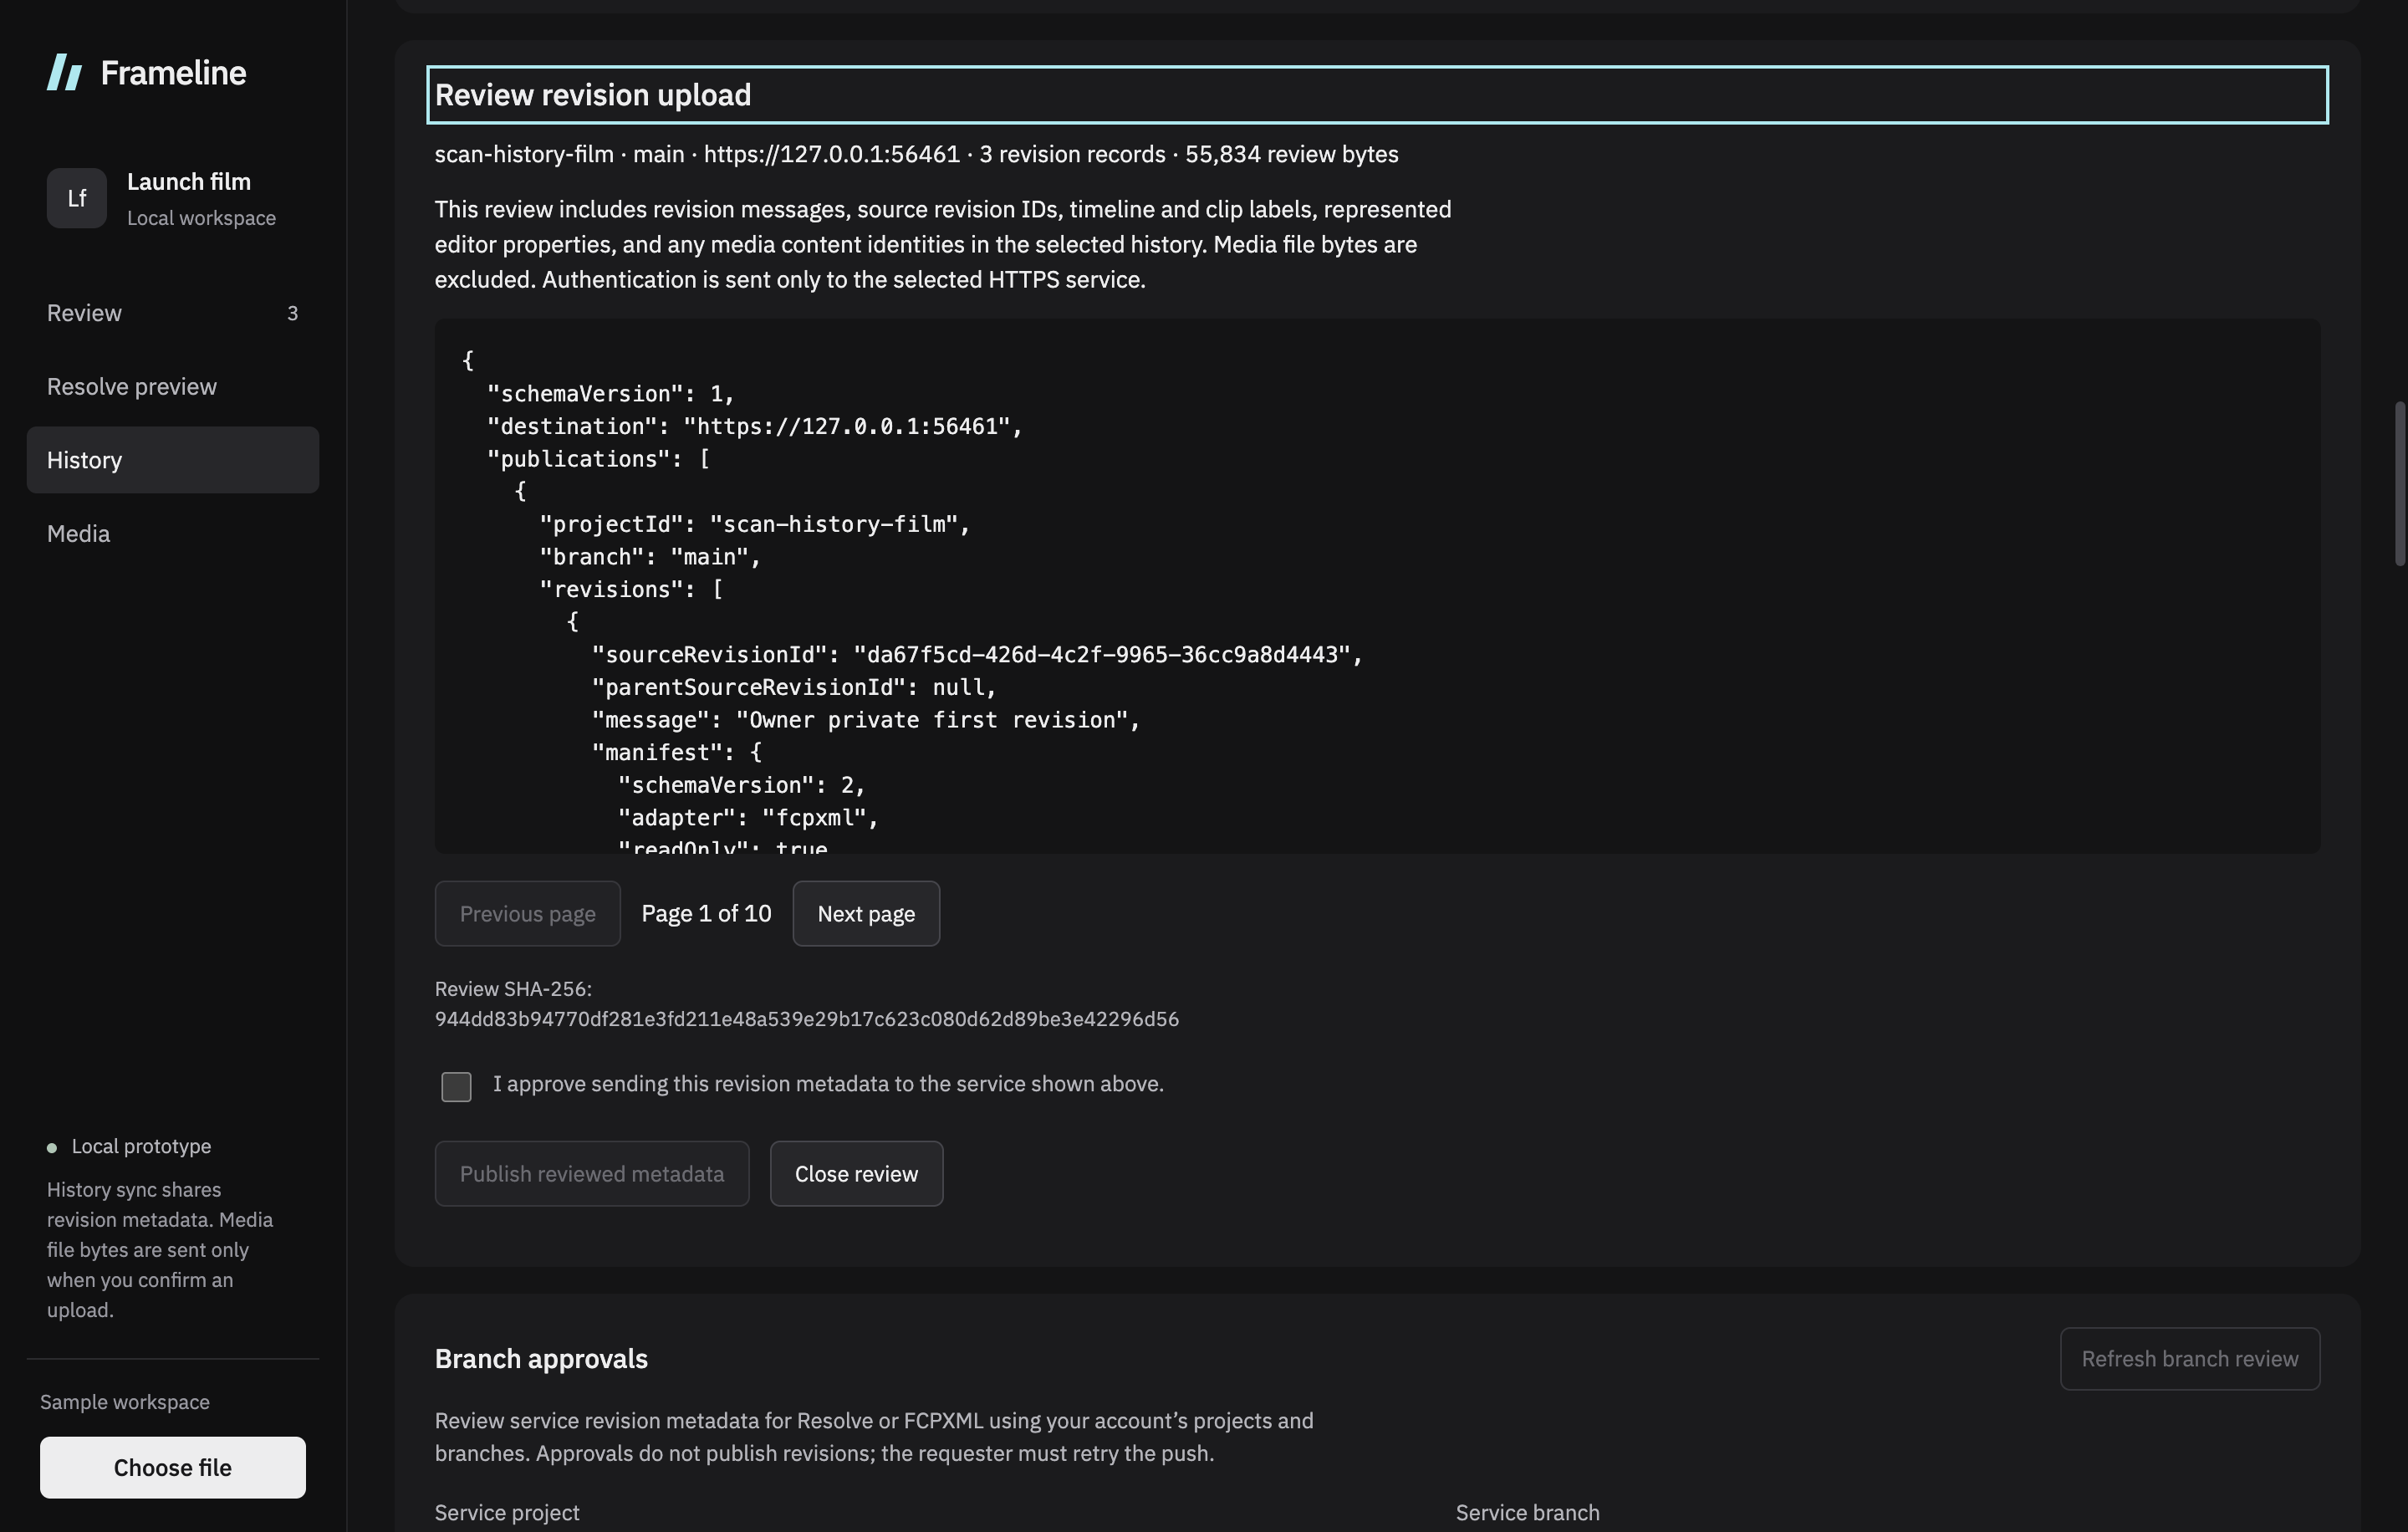 Frameline
Lf
Launch film
Local workspace
Review 3
Resolve preview
History
Media
Local prototype
History sync shares
revision metadata. Media
file bytes are sent only
when you confirm an
upload.
Sample workspace
Choose file
Review revision upload
scan-history-film · main · https://127.0.0.1:56461 · 3 revision records · 55,834 review bytes
This review includes revision messages, source revision IDs, timeline and clip labels, represented
editor properties, and any media content identities in the selected history. Media file bytes are
excluded. Authentication is sent only to the selected HTTPS service.
{
"schemaVersion": 1,
"destination": "https://127.0.0.1:56461",
"publications": [
{
"projectId": "scan-history-film",
"branch": "main",
"revisions": [
{
"sourceRevisionId": "da67f5cd-426d-4c2f-9965-36cc9a8d4443",
"parentSourceRevisionId": null,
"message": "Owner private first revision",
"manifest": {
"schemaVersion": 2,
"adapter": "fcpxml",
"readOnly": true
Previous page Page 1 of 10 Next page
Review SHA-256:
944dd83b94770df281e3fd211e48a539e29b17c623c080d62d89be3e42296d56
I approve sending this revision metadata to the service shown above.
Publish reviewed metadata Close review
Branch approvals
Refresh branch review
Review service revision metadata for Resolve or FCPXML using your account’s projects and
branches. Approvals do not publish revisions; the requester must retry the push.
Service project Service branch